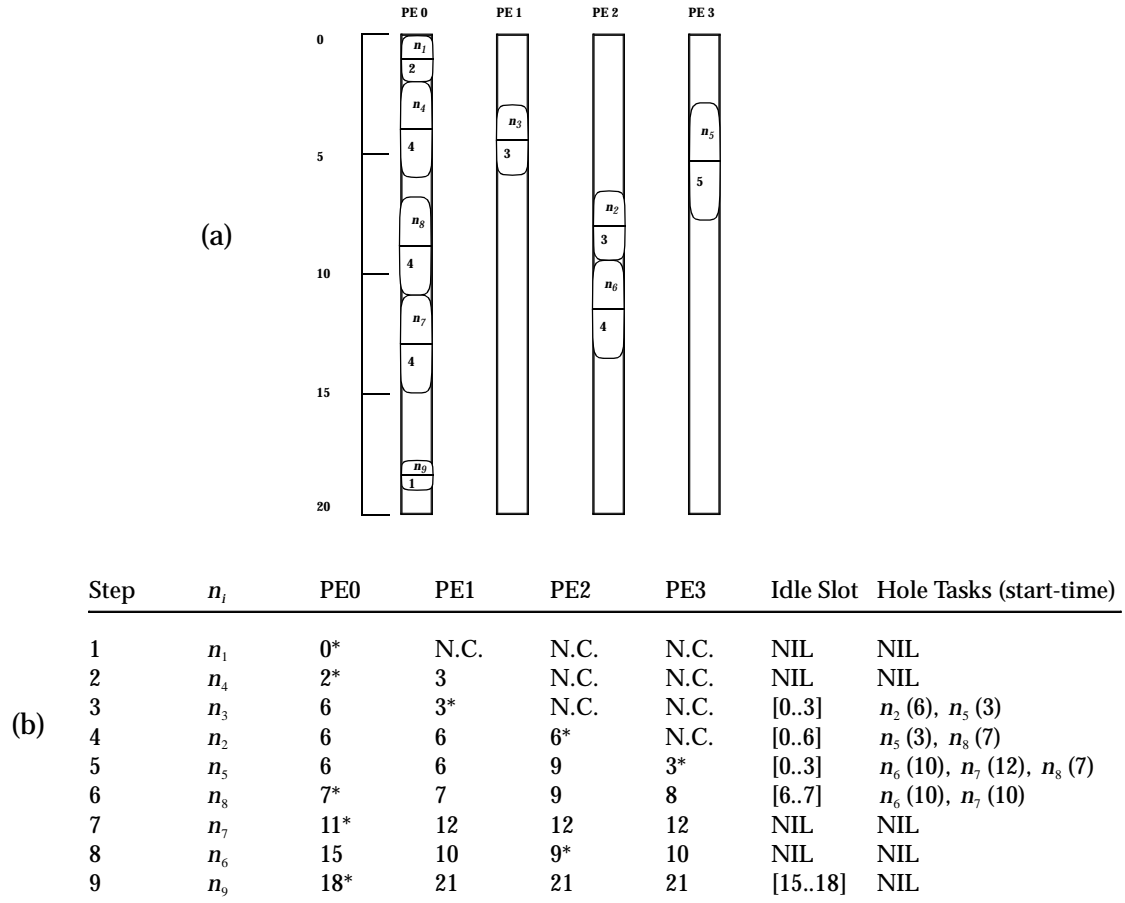 PE 0 PE 1 PE 2 PE 3
0
n1
2
n4
n3
n5
4
3
5
5
n2
n8
(a)
3
4
10
n6
n7
4
4
15
n9
1
20
Step ni PE0 PE1 PE2 PE3 Idle Slot Hole Tasks (start-time)
1 n1 0* N.C. N.C. N.C. NIL NIL
2 n4 2* 3 N.C. N.C. NIL NIL
3 n3 6 3* N.C. N.C. [0..3] n2 (6), n5 (3)
(b)
4 n2 6 6 6* N.C. [0..6] n5 (3), n8 (7)
5 n5 6 6 9 3* [0..3] n6 (10), n7 (12), n8 (7)
6 n8 7* 7 9 8 [6..7] n6 (10), n7 (10)
7 n7 11* 12 12 12 NIL NIL
8 n6 15 10 9* 10 NIL NIL
9 n9 18* 21 21 21 [15..18] NIL